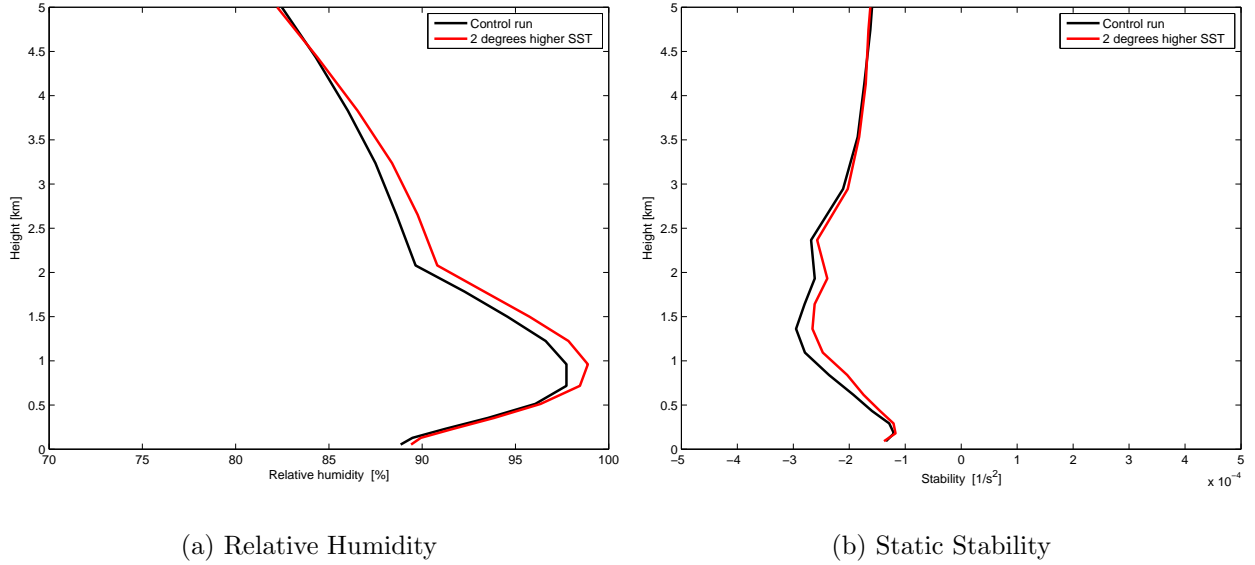 Control run
2 degrees higher SST
5
4.5
4
3.5
3
2.5
2
1.5
1
0.5
0
Height [km]
70 75 80 85 90 95 100
Relative humidity [%]
(a) Relative Humidity
Control run
2 degrees higher SST
5
4.5
4
3.5
3
2.5
2
1.5
1
0.5
0
Height [km]
−5 −4 −3 −2 −1 0 1 2 3 4 5
Stability [1/s²]
x 10⁻⁴
(b) Static Stability